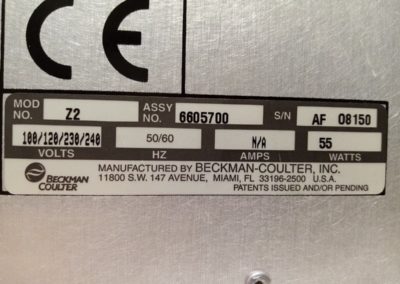 CE
MOD NO. Z2 ASSY NO. 6605700 S/N AF O8150
100/120/230/240 50/60 N/A 55
VOLTS HZ AMPS WATTS
BECKMAN COULTER
MANUFACTURED BY BECKMAN-COULTER, INC.
11800 S.W. 147 AVENUE, MIAMI, FL 33196-2500 U.S.A.
PATENTS ISSUED AND/OR PENDING